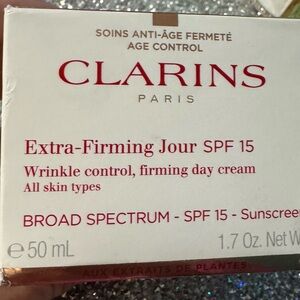 SOINS ANTI-ÂGE FERMETÉ
AGE CONTROL
CLARINS
PARIS
Extra-Firming Jour SPF 15
Wrinkle control, firming day cream
All skin types
BROAD SPECTRUM - SPF 15 - Sunscree
℮ 50 mL 1.7 Oz. Net W
AUX EXTRAITS DE PLANTES